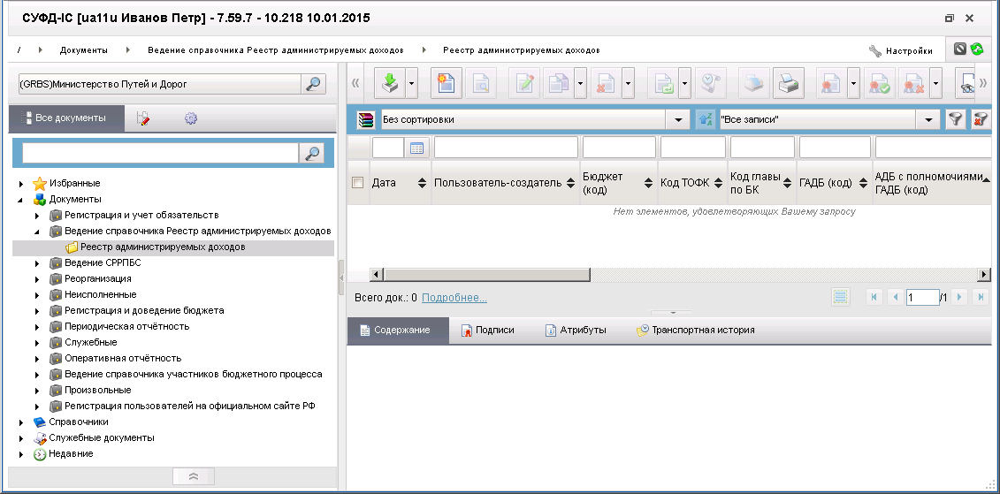 СУФД-IC [ua11u Иванов Петр] - 7.59.7 - 10.218 10.01.2015
/ Документы Ведение справочника Реестр администрируемых доходов Реестр администрируемых доходов
Настройки
(GRBS)Министерство Путей и Дорог
Все документы
Без сортировки
"Все записи"
Дата
Пользователь-создатель
Бюджет
(код)
Код ТОФК
Код главы
по БК
ГАДБ (код)
АДБ с полномочиями
ГАДБ (код)
Нет элементов, удовлетворяющих Вашему запросу
Избранные
Документы
Регистрация и учет обязательств
Ведение справочника Реестр администрируемых доходов
Реестр администрируемых доходов
Ведение СРРПБС
Реорганизация
Неисполненные
Регистрация и доведение бюджета
Периодическая отчётность
Служебные
Оперативная отчётность
Ведение справочника участников бюджетного процесса
Произвольные
Регистрация пользователей на официальном сайте РФ
Справочники
Служебные документы
Недавние
Всего док.: 0 Подробнее...
1 /1
Содержание
Подписи
Атрибуты
Транспортная история